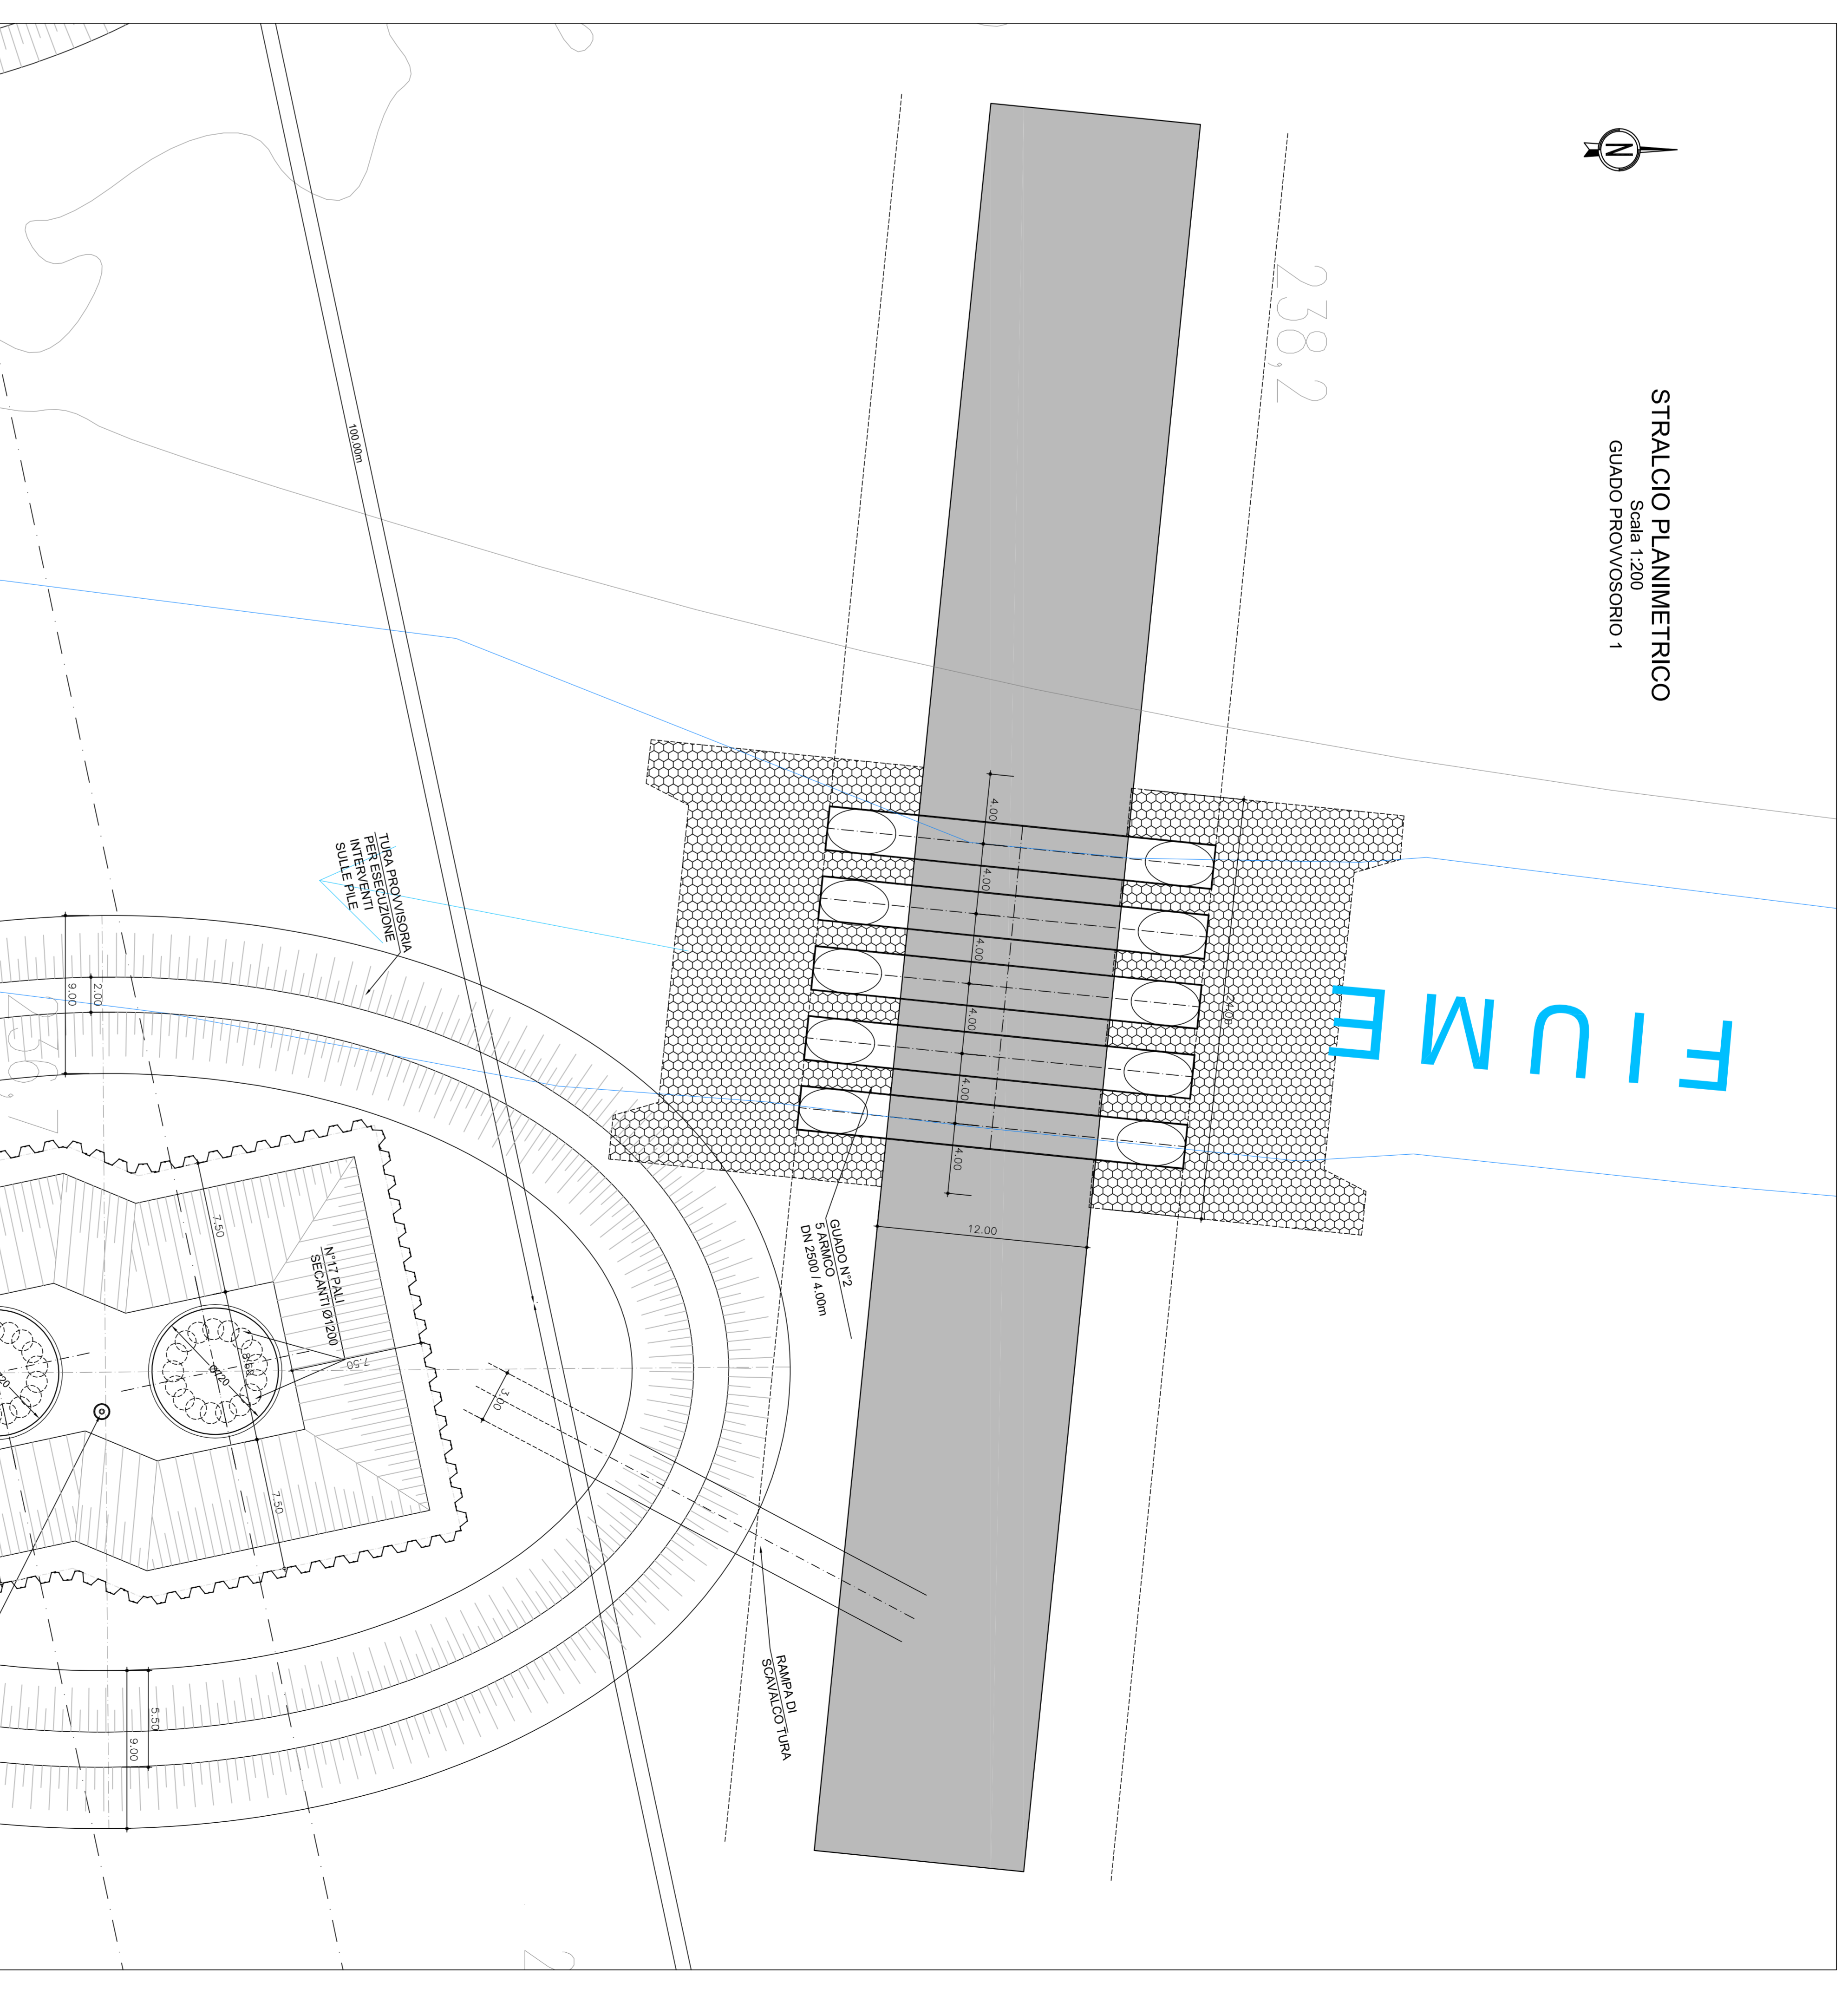 STRALCIO PLANIMETRICO
Scala 1:200
GUADO PROVVOSORIO 1
N
238,2
FIUME
100.00m
TURA PROVVISORIA
PER ESECUZIONE
INTERVENTI
SULLE PILE
4.00
4.00
4.00
4.00
4.00
4.00
24.00
12.00
GUADO N°2
5 ARMCO
DN 2500 / 4.00m
9.00
2.00
7.50
N°17 PALI
SECANTI Ø1200
7.50
7.50
3.00
RAMPA DI
SCAVALCO TURA
5.50
9.00
2